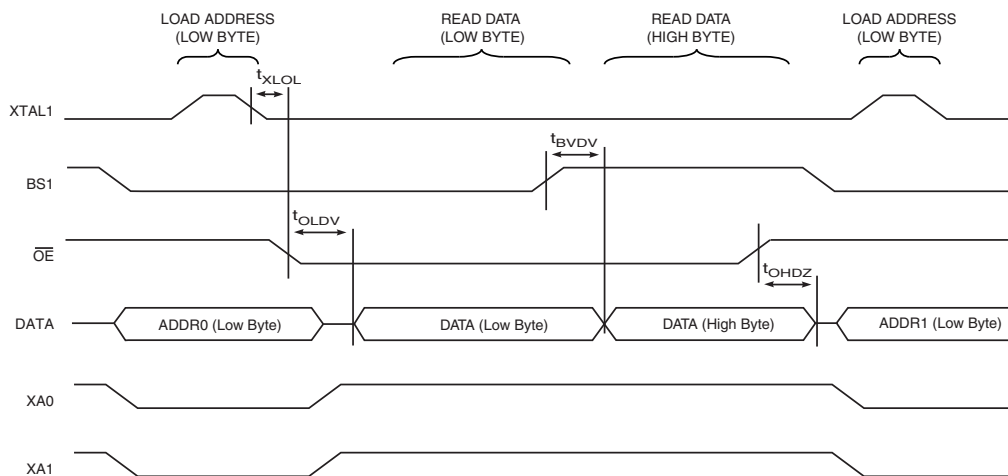 LOAD ADDRESS
(LOW BYTE)
READ DATA
(LOW BYTE)
READ DATA
(HIGH BYTE)
LOAD ADDRESS
(LOW BYTE)
tXLOL
XTAL1
tBVDV
BS1
tOLDV
OE
tOHDZ
DATA
ADDR0 (Low Byte)
DATA (Low Byte)
DATA (High Byte)
ADDR1 (Low Byte)
XA0
XA1